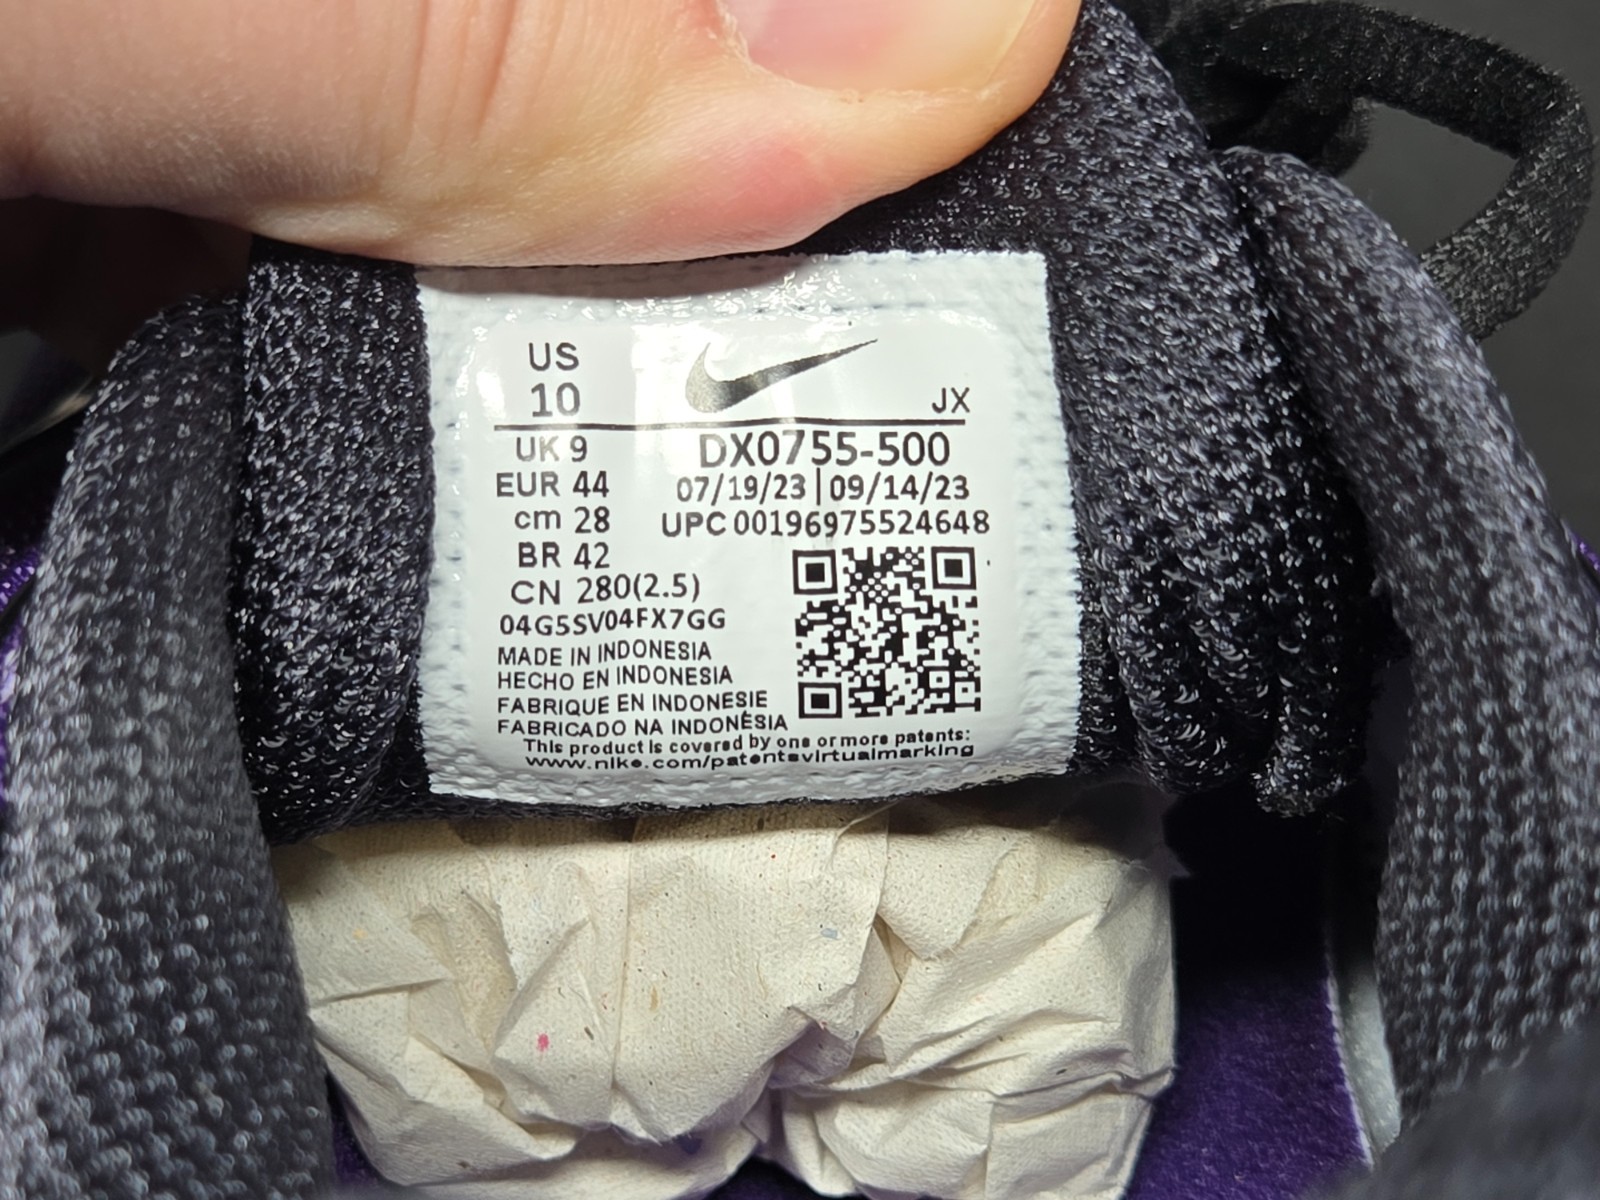 US
10
JX
UK 9
DX0755-500
EUR 44
07/19/23|09/14/23
cm 28
UPC 00196975524648
BR 42
CN 280(2.5)
04G5SV04FX7GG
MADE IN INDONESIA
HECHO EN INDONESIA
FABRIQUE EN INDONESIE
FABRICADO NA INDONÉSIA
This product is covered by one or more patents:
www.nike.com/patentsvirtualmarking